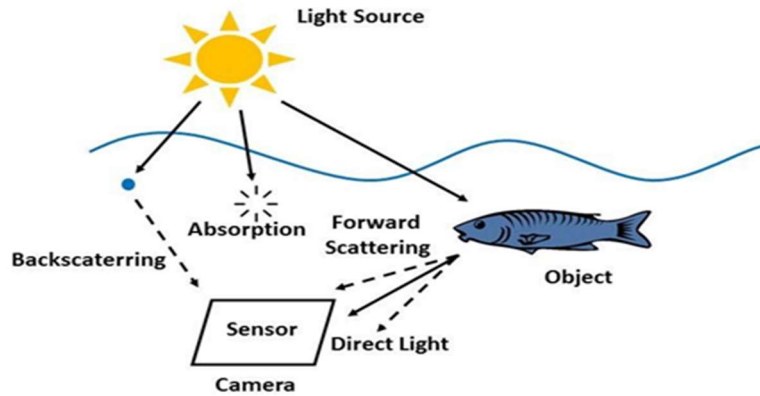 Light Source
Absorption
Forward
Scattering
Backscaterring
Object
Sensor
Direct Light
Camera